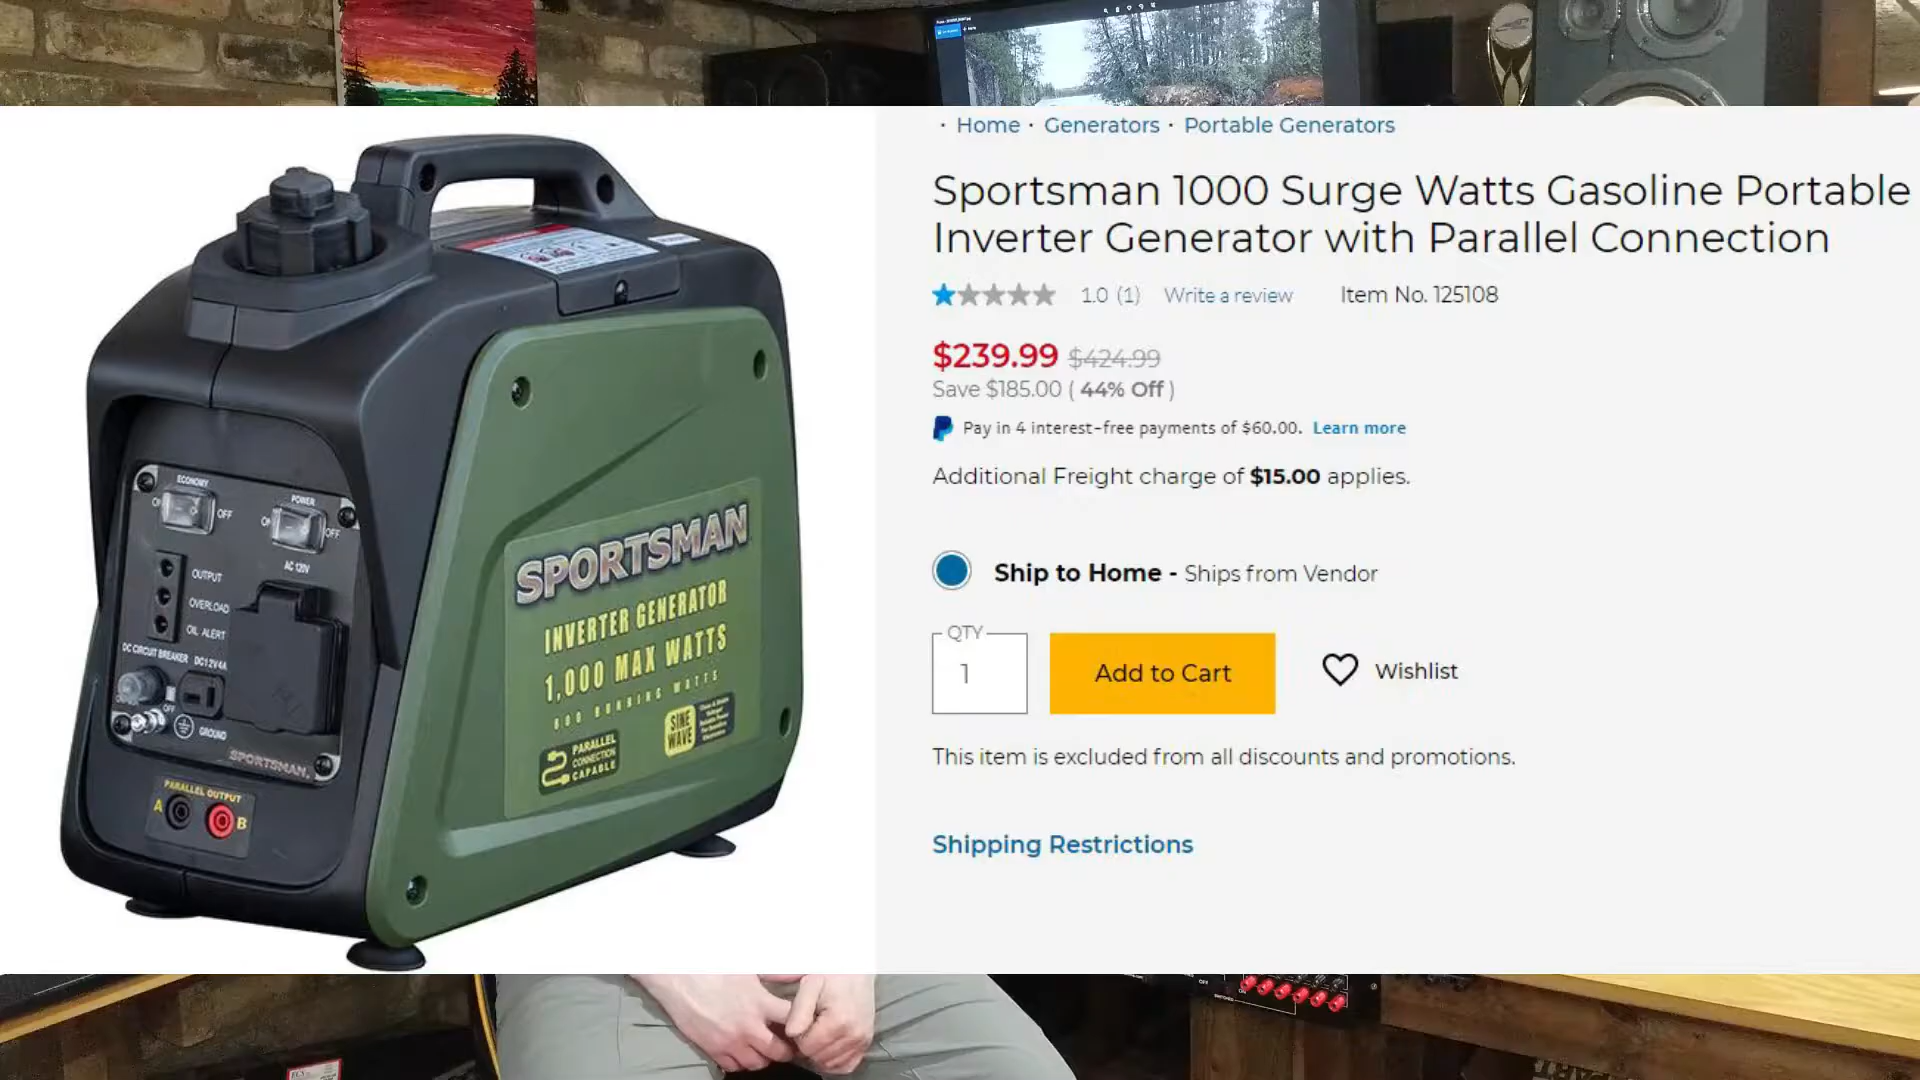 · Home · Generators · Portable Generators
Sportsman 1000 Surge Watts Gasoline Portable
Inverter Generator with Parallel Connection
1.0 (1) Write a review Item No. 125108
$239.99 $424.99
Save $185.00 ( 44% Off )
Pay in 4 interest-free payments of $60.00. Learn more
Additional Freight charge of $15.00 applies.
Ship to Home - Ships from Vendor
QTY
1
Add to Cart
Wishlist
This item is excluded from all discounts and promotions.
Shipping Restrictions
ECONOMY
OFF
POWER
OFF
AC 120V
OUTPUT
OVERLOAD
OIL ALERT
DC CIRCUIT BREAKER DC12V4A
OFF
GROUND
SPORTSMAN.
PARALLEL OUTPUT
A B
SPORTSMAN
INVERTER GENERATOR
1,000 MAX WATTS
800 RUNNING WATTS
PARALLEL
CONNECTION
CAPABLE
SINE
WAVE